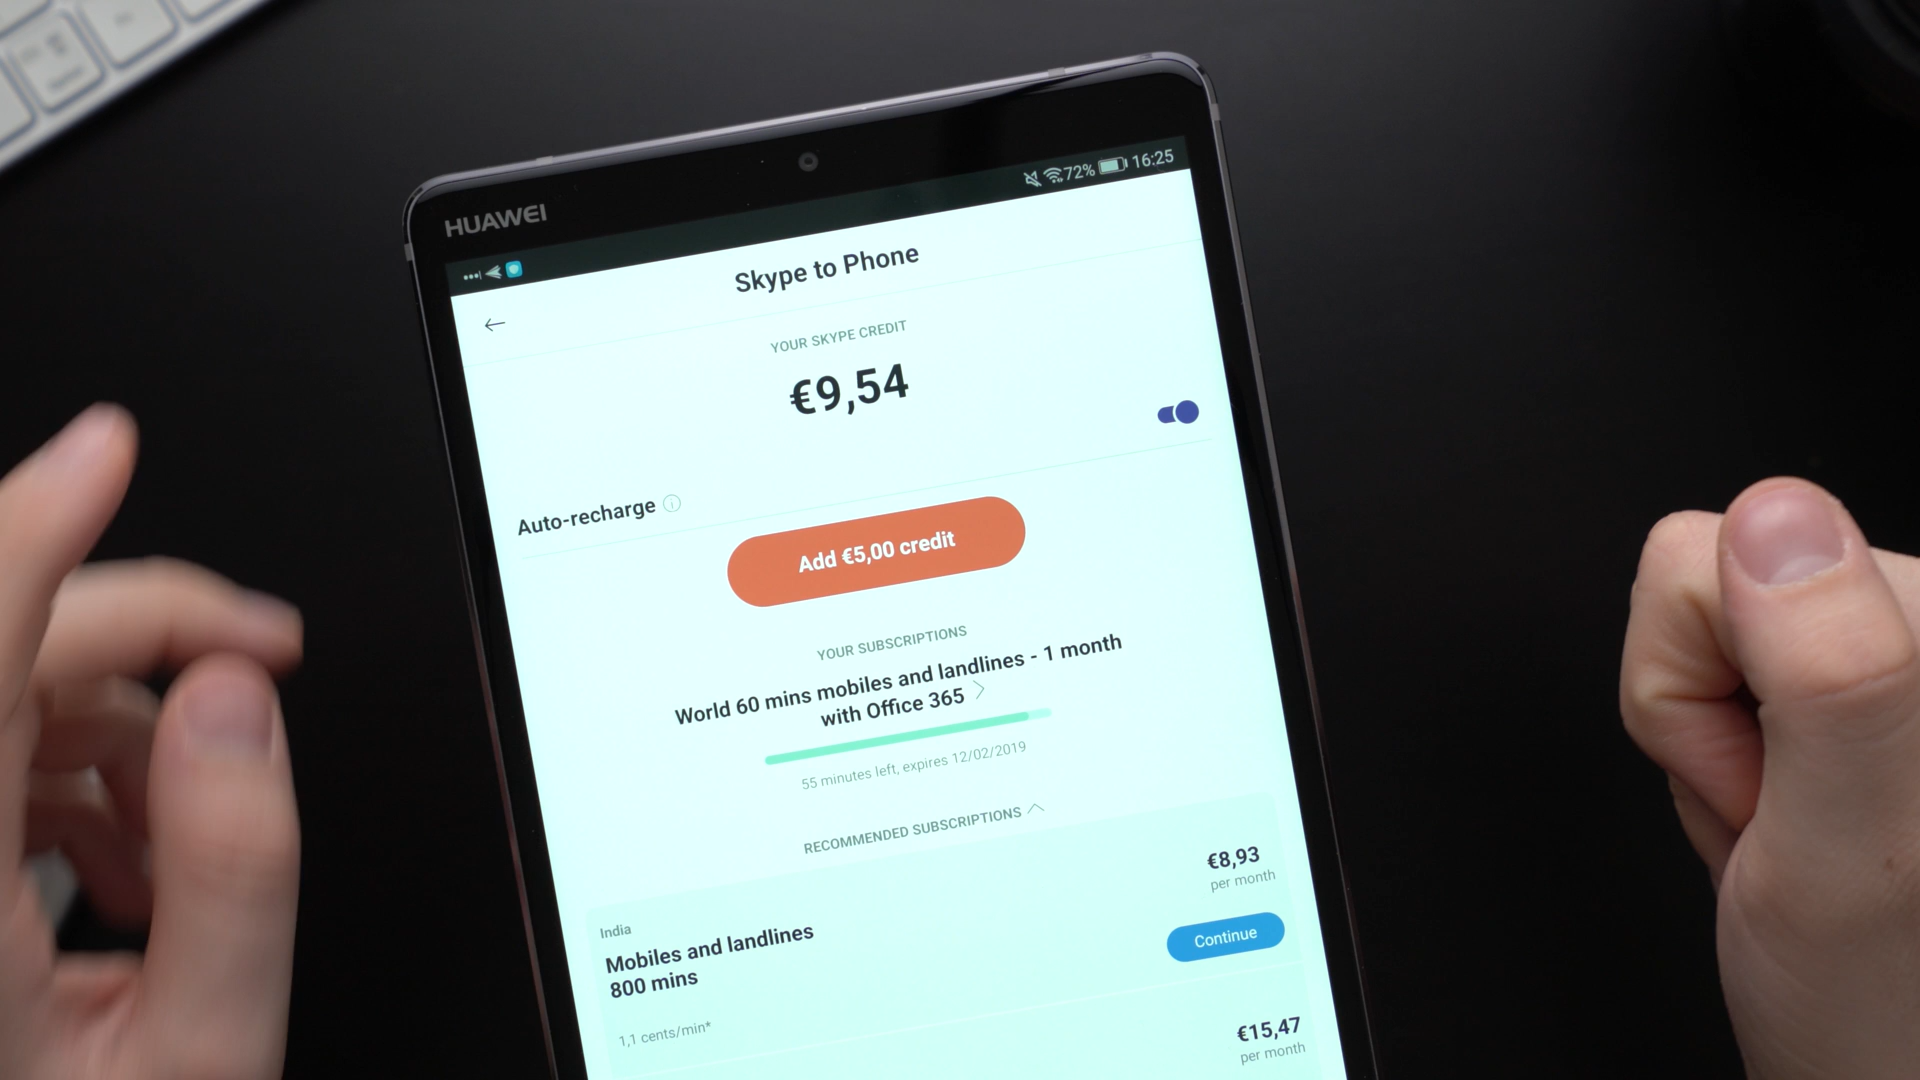 HUAWEI
72% 16:25
Skype to Phone
YOUR SKYPE CREDIT
€9,54
Auto-recharge
Add €5,00 credit
YOUR SUBSCRIPTIONS
World 60 mins mobiles and landlines - 1 month
with Office 365
55 minutes left, expires 12/02/2019
RECOMMENDED SUBSCRIPTIONS
€8,93
per month
India
Mobiles and landlines
800 mins
Continue
1,1 cents/min*
€15,47
per month